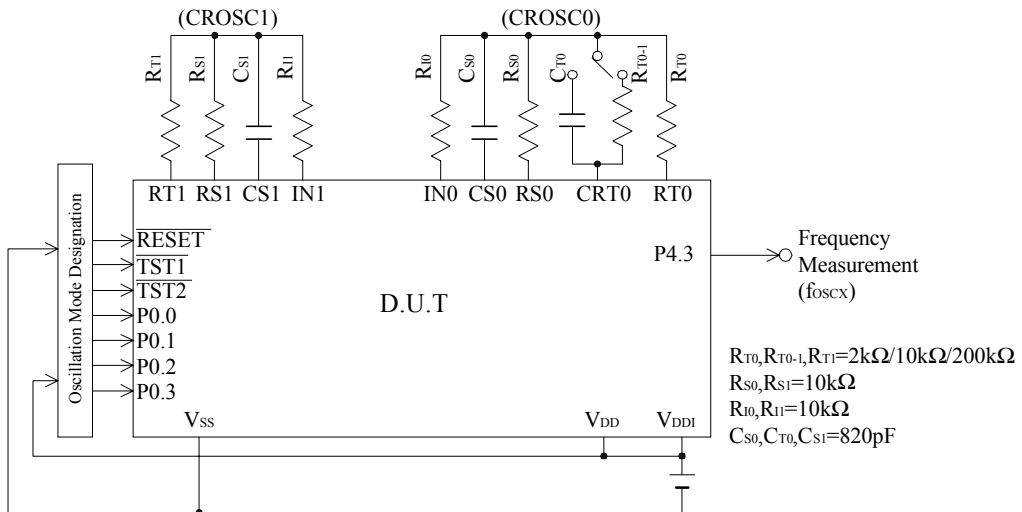 (CROSC1)
(CROSC0)
RT1
RS1
CS1
RI1
RI0
CS0
RS0
CT0
RT0-1
RT0
RT1 RS1 CS1 IN1
IN0 CS0 RS0 CRT0 RT0
Oscillation Mode Designation
RESET
TST1
TST2
P0.0
P0.1
P0.2
P0.3
D.U.T
P4.3
Frequency
Measurement
(fOSCX)
VSS
VDD
VDDI
RT0,RT0-1,RT1=2kΩ/10kΩ/200kΩ
RS0,RS1=10kΩ
RI0,RI1=10kΩ
CS0,CT0,CS1=820pF